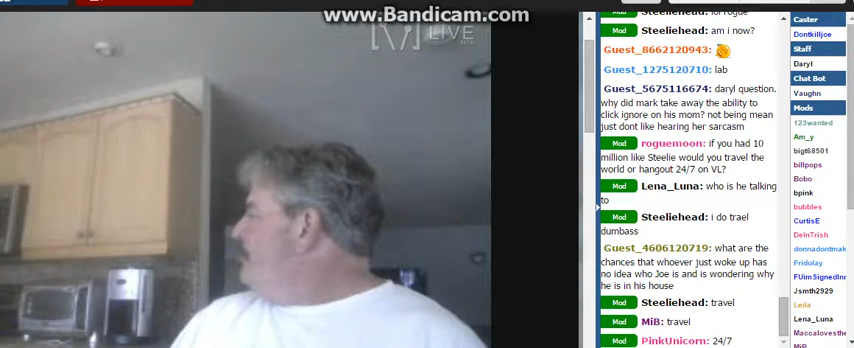 www.Bandicam.com
[V] LIVE
Mod Steeliehead: lol rogue
Mod Steeliehead: am i now?
Guest_8662120943:
Guest_1275120710: lab
Guest_5675116674: daryl question.
why did mark take away the ability to
click ignore on his mom? not being mean
just dont like hearing her sarcasm
Mod roguemoon: if you had 10
million like Steelie would you travel the
world or hangout 24/7 on VL?
Mod Lena_Luna: who is he talking
to
Mod Steeliehead: i do trael
dumbass
Guest_4606120719: what are the
chances that whoever just woke up has
no idea who Joe is and is wondering why
he is in his house
Mod Steeliehead: travel
Mod MiB: travel
Mod PinkUnicorn: 24/7
Caster
Dontkilljoe
Staff
Daryl
Chat Bot
Vaughn
Mods
123wanted
Am_y
bigt68501
billpops
Bobo
bpink
bubbles
CurtisE
DeInTrish
donnadontmak
Fridolay
FUimSignedInr
Jsmth2929
Leila
Lena_Luna
Maccalovesthe
MiB